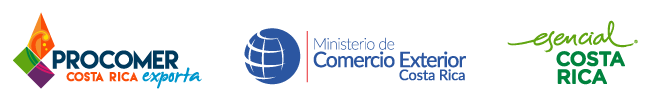 PROCOMER
COSTA RICA exporta
Ministerio de
Comercio Exterior
Costa Rica
esencial
COSTA
RICA